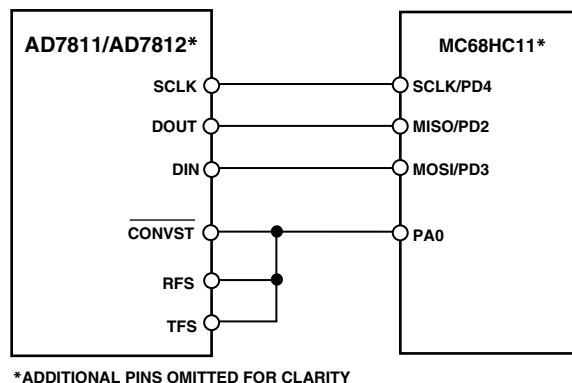 AD7811/AD7812*
MC68HC11*
SCLK
SCLK/PD4
DOUT
MISO/PD2
DIN
MOSI/PD3
CONVST
PA0
RFS
TFS
*ADDITIONAL PINS OMITTED FOR CLARITY